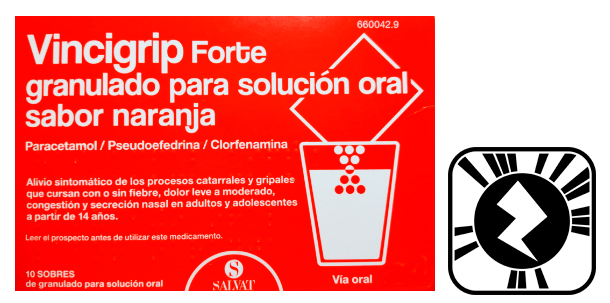 660042.9
Vincigrip Forte
granulado para solución oral
sabor naranja
Paracetamol / Pseudoefedrina / Clorfenamina
Alivio sintomático de los procesos catarrales y gripales
que cursan con o sin fiebre, dolor leve a moderado,
congestión y secreción nasal en adultos y adolescentes
a partir de 14 años.
Leer el prospecto antes de utilizar este medicamento.
10 SOBRES
de granulado para solución oral
S
SALVAT
Vía oral